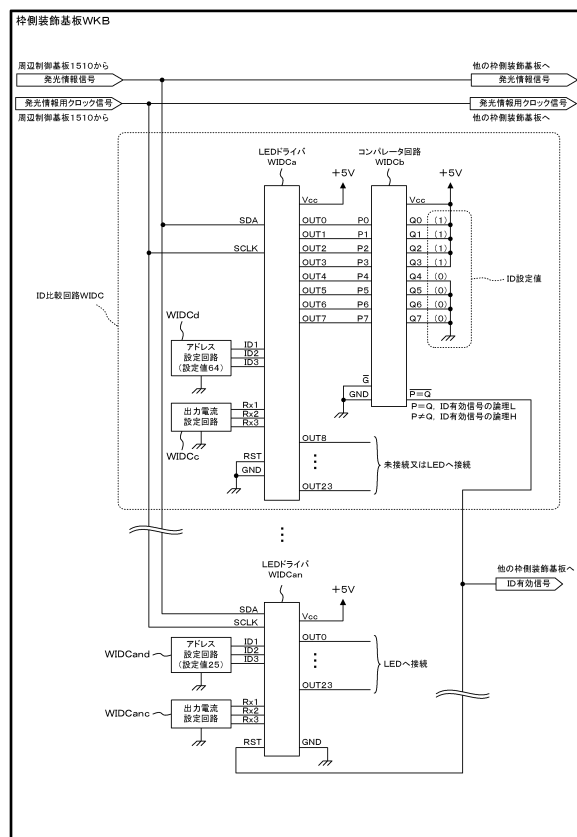 枠側装飾基板WKB
周辺制御基板1510から
発光情報信号
発光情報用クロック信号
周辺制御基板1510から
他の枠側装飾基板へ
発光情報信号
発光情報用クロック信号
他の枠側装飾基板へ
LEDドライバ
WIDCa
コンパレータ回路
WIDCb
+5V
+5V
Vcc
Vcc
SDA
SCLK
OUT0 P0 Q0 (1)
OUT1 P1 Q1 (1)
OUT2 P2 Q2 (1)
OUT3 P3 Q3 (1)
OUT4 P4 Q4 (0)
OUT5 P5 Q5 (0)
OUT6 P6 Q6 (0)
OUT7 P7 Q7 (0)
ID設定値
ID比較回路WIDC
WIDCd
アドレス
設定回路
(設定値64)
ID1
ID2
ID3
出力電流
設定回路
Rx1
Rx2
Rx3
WIDCc
G̅
GND
P=Q
P=Q, ID有効信号の論理L
P≠Q, ID有効信号の論理H
RST
GND
OUT8
⋮
OUT23
未接続又はLEDへ接続
⋮
LEDドライバ
WIDCan
+5V
Vcc
SDA
SCLK
他の枠側装飾基板へ
ID有効信号
WIDCand
アドレス
設定回路
(設定値25)
ID1
ID2
ID3
OUT0
⋮
OUT23
LEDへ接続
WIDCanc
出力電流
設定回路
Rx1
Rx2
Rx3
RST
GND